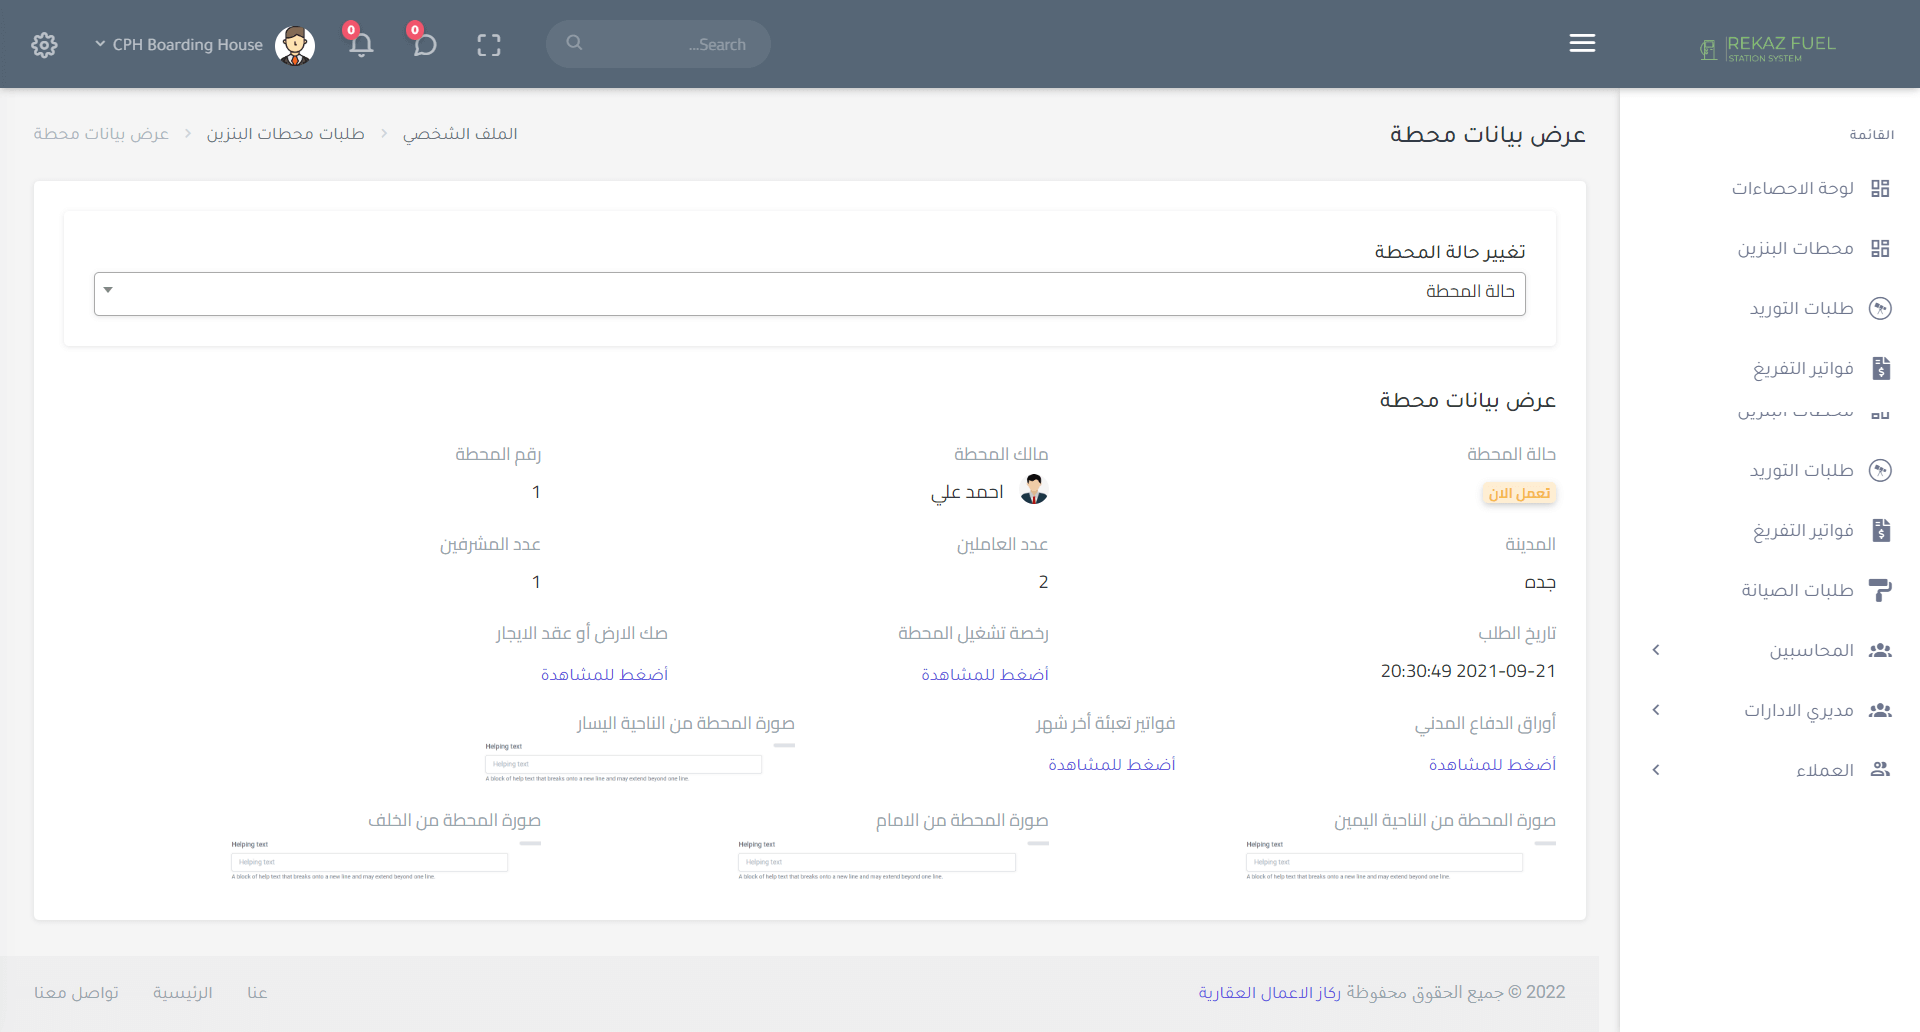 REKAZ FUEL
STATION SYSTEM
Search...
0
0
CPH Boarding House
القائمة
لوحة الاحصاءات
محطات البنزين
طلبات التوريد
فواتير التفريغ
محطات البنزين
طلبات التوريد
فواتير التفريغ
طلبات الصيانة
المحاسبين
مديري الادارات
العملاء
عرض بيانات محطة
الملف الشخصي
طلبات محطات البنزين
عرض بيانات محطة
تغيير حالة المحطة
حالة المحطة
عرض بيانات محطة
حالة المحطة
تعمل الان
مالك المحطة
احمد علي
رقم المحطة
1
المدينة
جده
عدد العاملين
2
عدد المشرفين
1
تاريخ الطلب
2021-09-21 20:30:49
رخصة تشغيل المحطة
أضغط للمشاهدة
صك الارض أو عقد الايجار
أضغط للمشاهدة
أوراق الدفاع المدني
أضغط للمشاهدة
فواتير تعبئة أخر شهر
أضغط للمشاهدة
صورة المحطة من الناحية اليسار
Helping text
Helping text
A block of help text that breaks onto a new line and may extend beyond one line.
صورة المحطة من الناحية اليمين
Helping text
Helping text
A block of help text that breaks onto a new line and may extend beyond one line.
صورة المحطة من الامام
Helping text
Helping text
A block of help text that breaks onto a new line and may extend beyond one line.
صورة المحطة من الخلف
Helping text
Helping text
A block of help text that breaks onto a new line and may extend beyond one line.
2022 © جميع الحقوق محفوظة ركاز الاعمال العقارية
عنا
الرئيسية
تواصل معنا